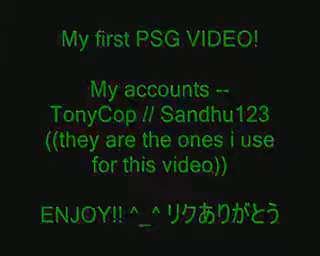 My first PSG VIDEO!
My accounts --
TonyCop // Sandhu123
((they are the ones i use
for this video))
ENJOY!! ^_^ リクありがとう